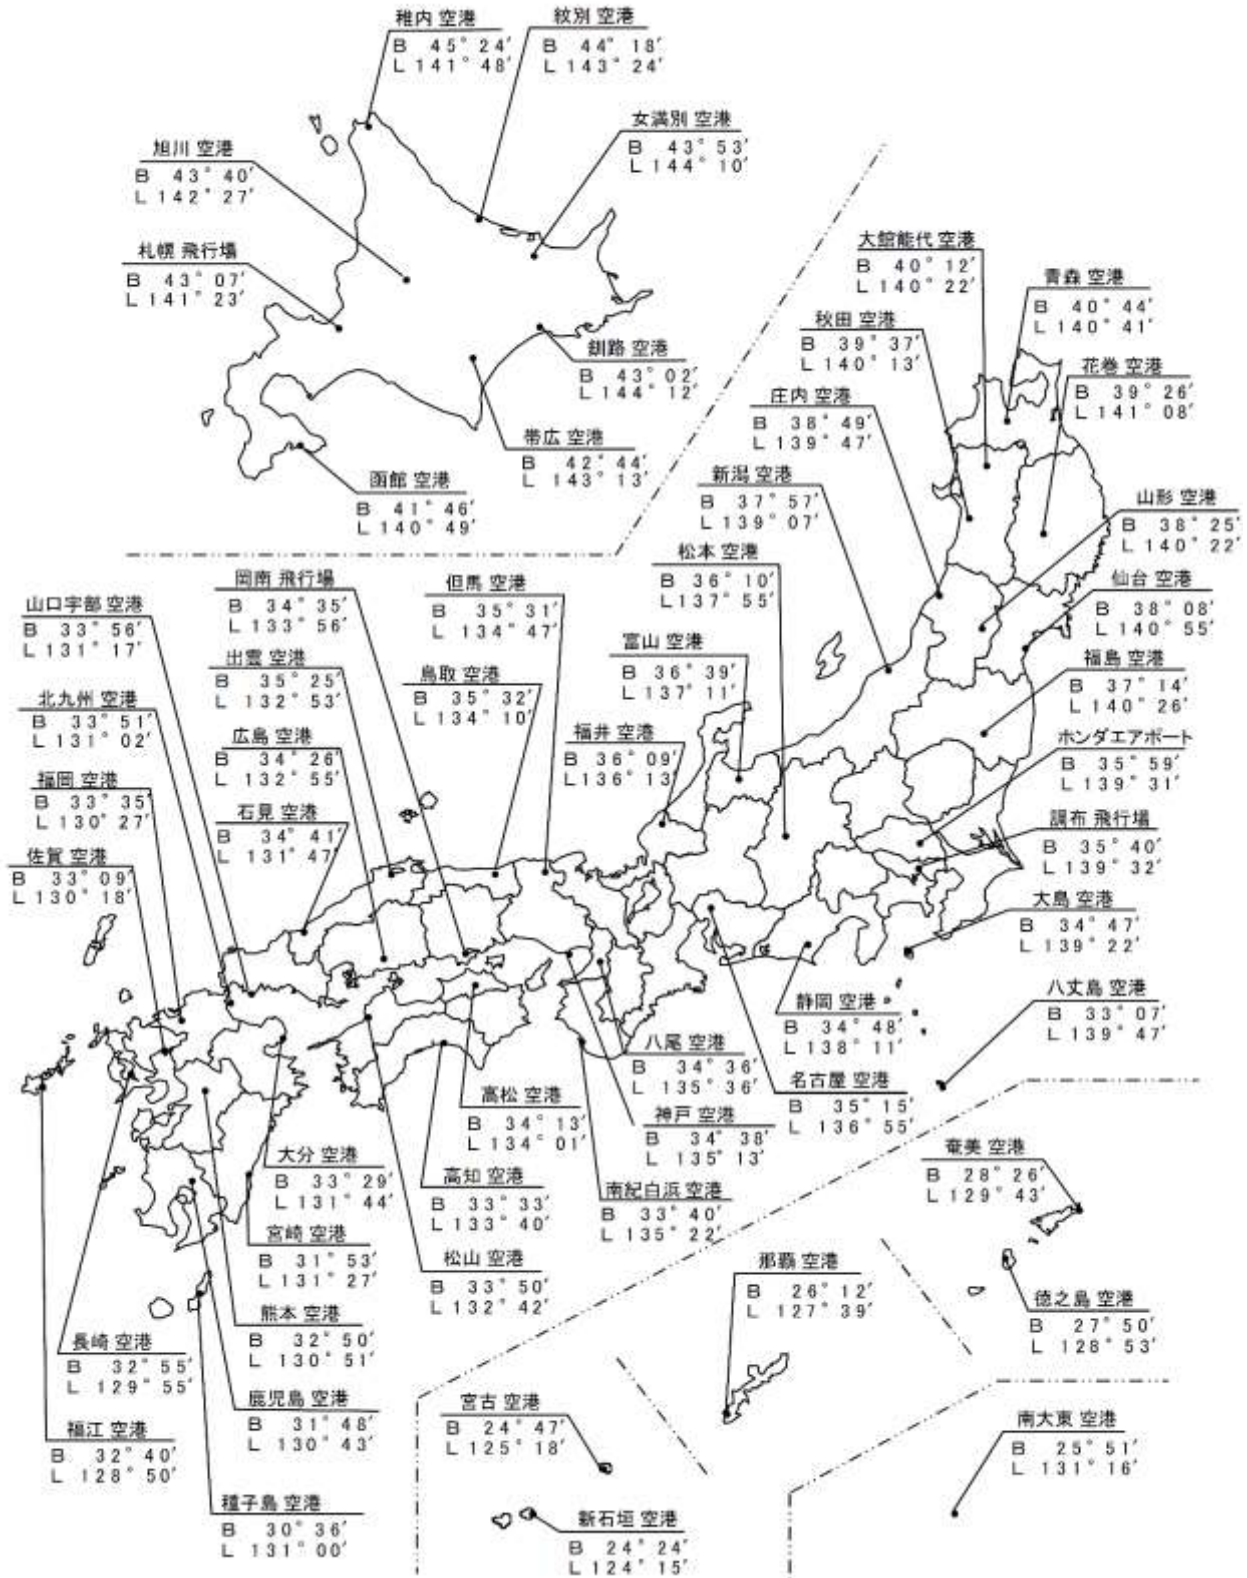 稚内 空港
B 45° 24′
L 141° 48′
紋別 空港
B 44° 18′
L 143° 24′
女満別 空港
B 43° 53′
L 144° 10′
旭川 空港
B 43° 40′
L 142° 27′
札幌 飛行場
B 43° 07′
L 141° 23′
釧路 空港
B 43° 02′
L 144° 12′
帯広 空港
B 42° 44′
L 143° 13′
函館 空港
B 41° 46′
L 140° 49′
大館能代 空港
B 40° 12′
L 140° 22′
青森 空港
B 40° 44′
L 140° 41′
秋田 空港
B 39° 37′
L 140° 13′
花巻 空港
B 39° 26′
L 141° 08′
庄内 空港
B 38° 49′
L 139° 47′
新潟 空港
B 37° 57′
L 139° 07′
山形 空港
B 38° 25′
L 140° 22′
松本 空港
B 36° 10′
L 137° 55′
仙台 空港
B 38° 08′
L 140° 55′
富山 空港
B 36° 39′
L 137° 11′
福島 空港
B 37° 14′
L 140° 26′
福井 空港
B 36° 09′
L 136° 13′
ホンダエアポート
B 35° 59′
L 139° 31′
調布 飛行場
B 35° 40′
L 139° 32′
大島 空港
B 34° 47′
L 139° 22′
八丈島 空港
B 33° 07′
L 139° 47′
岡南 飛行場
B 34° 35′
L 133° 56′
但馬 空港
B 35° 31′
L 134° 47′
山口宇部 空港
B 33° 56′
L 131° 17′
出雲 空港
B 35° 25′
L 132° 53′
鳥取 空港
B 35° 32′
L 134° 10′
北九州 空港
B 33° 51′
L 131° 02′
広島 空港
B 34° 26′
L 132° 55′
福岡 空港
B 33° 35′
L 130° 27′
石見 空港
B 34° 41′
L 131° 47′
佐賀 空港
B 33° 09′
L 130° 18′
静岡 空港
B 34° 48′
L 138° 11′
八尾 空港
B 34° 36′
L 135° 36′
名古屋 空港
B 35° 15′
L 136° 55′
高松 空港
B 34° 13′
L 134° 01′
神戸 空港
B 34° 38′
L 135° 13′
大分 空港
B 33° 29′
L 131° 44′
高知 空港
B 33° 33′
L 133° 40′
南紀白浜 空港
B 33° 40′
L 135° 22′
宮崎 空港
B 31° 53′
L 131° 27′
松山 空港
B 33° 50′
L 132° 42′
熊本 空港
B 32° 50′
L 130° 51′
長崎 空港
B 32° 55′
L 129° 55′
鹿児島 空港
B 31° 48′
L 130° 43′
福江 空港
B 32° 40′
L 128° 50′
種子島 空港
B 30° 36′
L 131° 00′
奄美 空港
B 28° 26′
L 129° 43′
那覇 空港
B 26° 12′
L 127° 39′
徳之島 空港
B 27° 50′
L 128° 53′
宮古 空港
B 24° 47′
L 125° 18′
南大東 空港
B 25° 51′
L 131° 16′
新石垣 空港
B 24° 24′
L 124° 15′